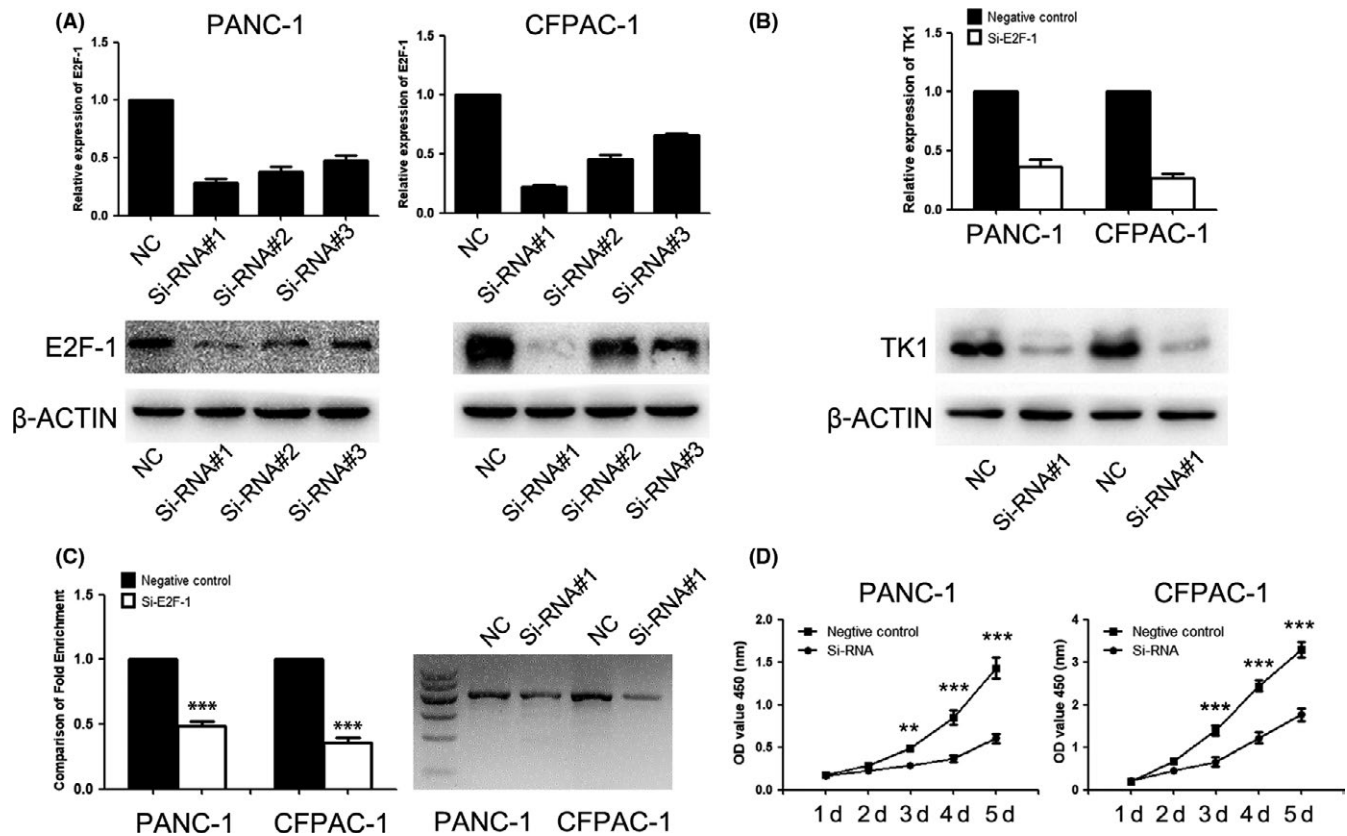 (A)
PANC-1
Relative expression of E2F-1
1.5
1.0
0.5
0.0
NC
Si-RNA#1
Si-RNA#2
Si-RNA#3
CFPAC-1
Relative expression of E2F-1
1.5
1.0
0.5
0.0
NC
Si-RNA#1
Si-RNA#2
Si-RNA#3
E2F-1
β-ACTIN
NC
Si-RNA#1
Si-RNA#2
Si-RNA#3
NC
Si-RNA#1
Si-RNA#2
Si-RNA#3
(B)
Negative control
Si-E2F-1
Relative expression of TK1
1.5
1.0
0.5
0.0
PANC-1
CFPAC-1
TK1
β-ACTIN
NC
Si-RNA#1
NC
Si-RNA#1
(C)
Negative control
Si-E2F-1
Comparison of Fold Enrichment
1.5
1.0
0.5
0.0
***
***
PANC-1
CFPAC-1
NC
Si-RNA#1
NC
Si-RNA#1
PANC-1
CFPAC-1
(D)
PANC-1
Negtive control
Si-RNA
OD value 450 (nm)
2.0
1.5
1.0
0.5
0.0
**
***
***
1 d
2 d
3 d
4 d
5 d
CFPAC-1
Negtive control
Si-RNA
OD value 450 (nm)
4
3
2
1
0
***
***
***
1 d
2 d
3 d
4 d
5 d